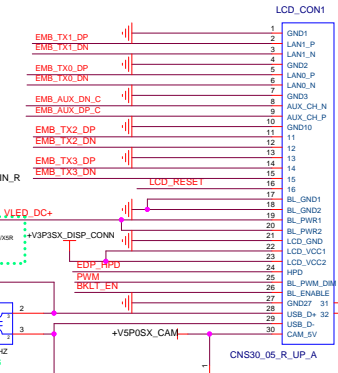 LCD_CON1
1 GND1
EMB_TX1_DP 2 LAN1_P
EMB_TX1_DN 3 LAN1_N
4 GND2
EMB_TX0_DP 5 LAN0_P
EMB_TX0_DN 6 LAN0_N
7 GND3
EMB_AUX_DN_C 8 AUX_CH_N
EMB_AUX_DP_C 9 AUX_CH_P
10 GND10
EMB_TX2_DP 11 11
EMB_TX2_DN 12 12
13 13
EMB_TX3_DP 14 14
EMB_TX3_DN 15 15
IN_R
LCD_RESET 16 16
17 BL_GND1
18 BL_GND2
VLED_DC+ 19 BL_PWR1
20 BL_PWR2
/X5R
21 LCD_GND
+V3P3SX_DISP_CONN 22 LCD_VCC1
23 LCD_VCC2
EDP_HPD 24 HPD
PWM 25 BL_PWM_DIM
BKLT_EN 26 BL_ENABLE
27 GND27 31
2 28 USB_D+ 32
3 29 USB_D-
+V5P0SX_CAM 30 CAM_5V
HZ
CNS30_05_R_UP_A
1